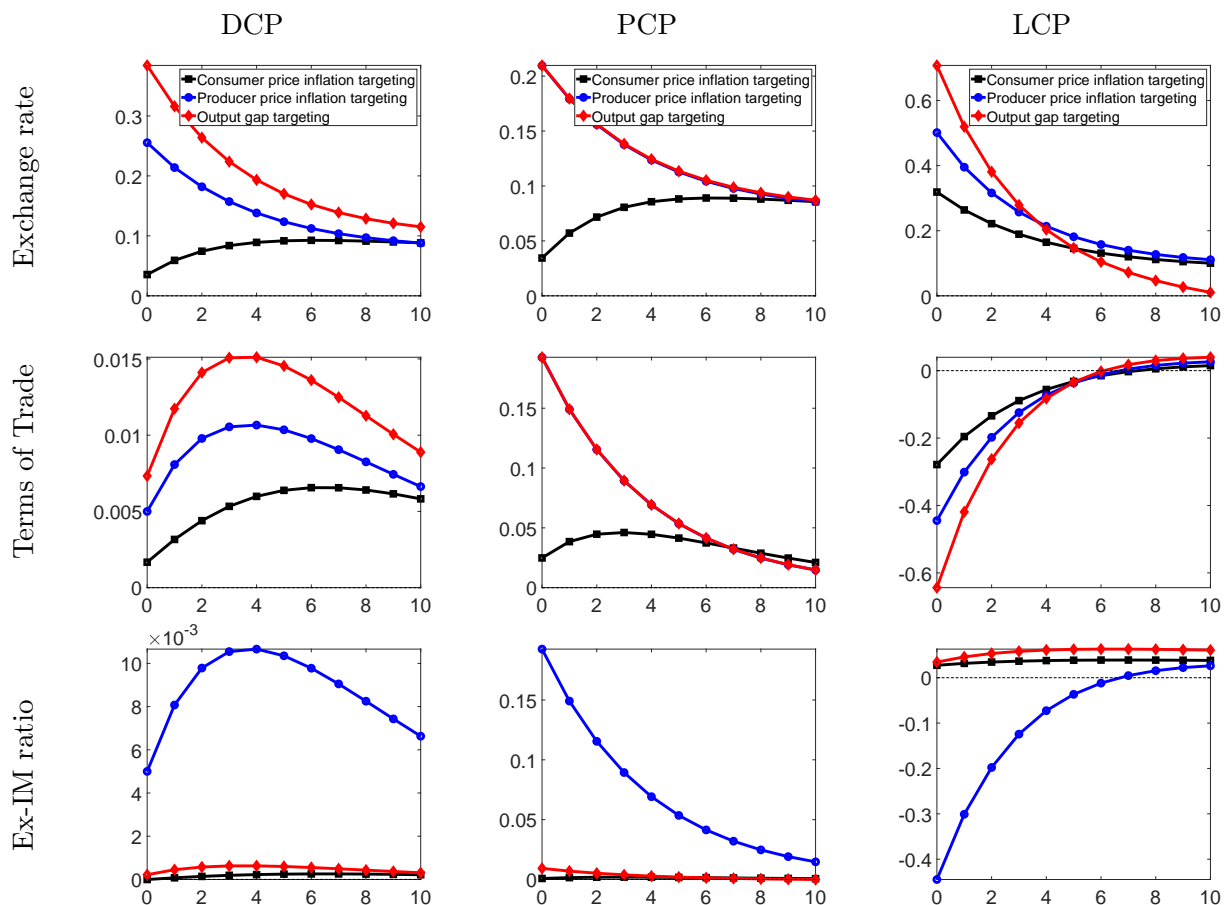 DCP PCP LCP
Exchange rate
0.3
0.2
0.1
0
Consumer price inflation targeting
Producer price inflation targeting
Output gap targeting
0 2 4 6 8 10
0.2
0.15
0.1
0.05
0
Consumer price inflation targeting
Producer price inflation targeting
Output gap targeting
0 2 4 6 8 10
0.6
0.4
0.2
0
Consumer price inflation targeting
Producer price inflation targeting
Output gap targeting
0 2 4 6 8 10
Terms of Trade
0.015
0.01
0.005
0
0 2 4 6 8 10
0.15
0.1
0.05
0
0 2 4 6 8 10
0
-0.2
-0.4
-0.6
0 2 4 6 8 10
Ex-IM ratio
×10-3
10
8
6
4
2
0
0 2 4 6 8 10
0.15
0.1
0.05
0
0 2 4 6 8 10
0
-0.1
-0.2
-0.3
-0.4
0 2 4 6 8 10